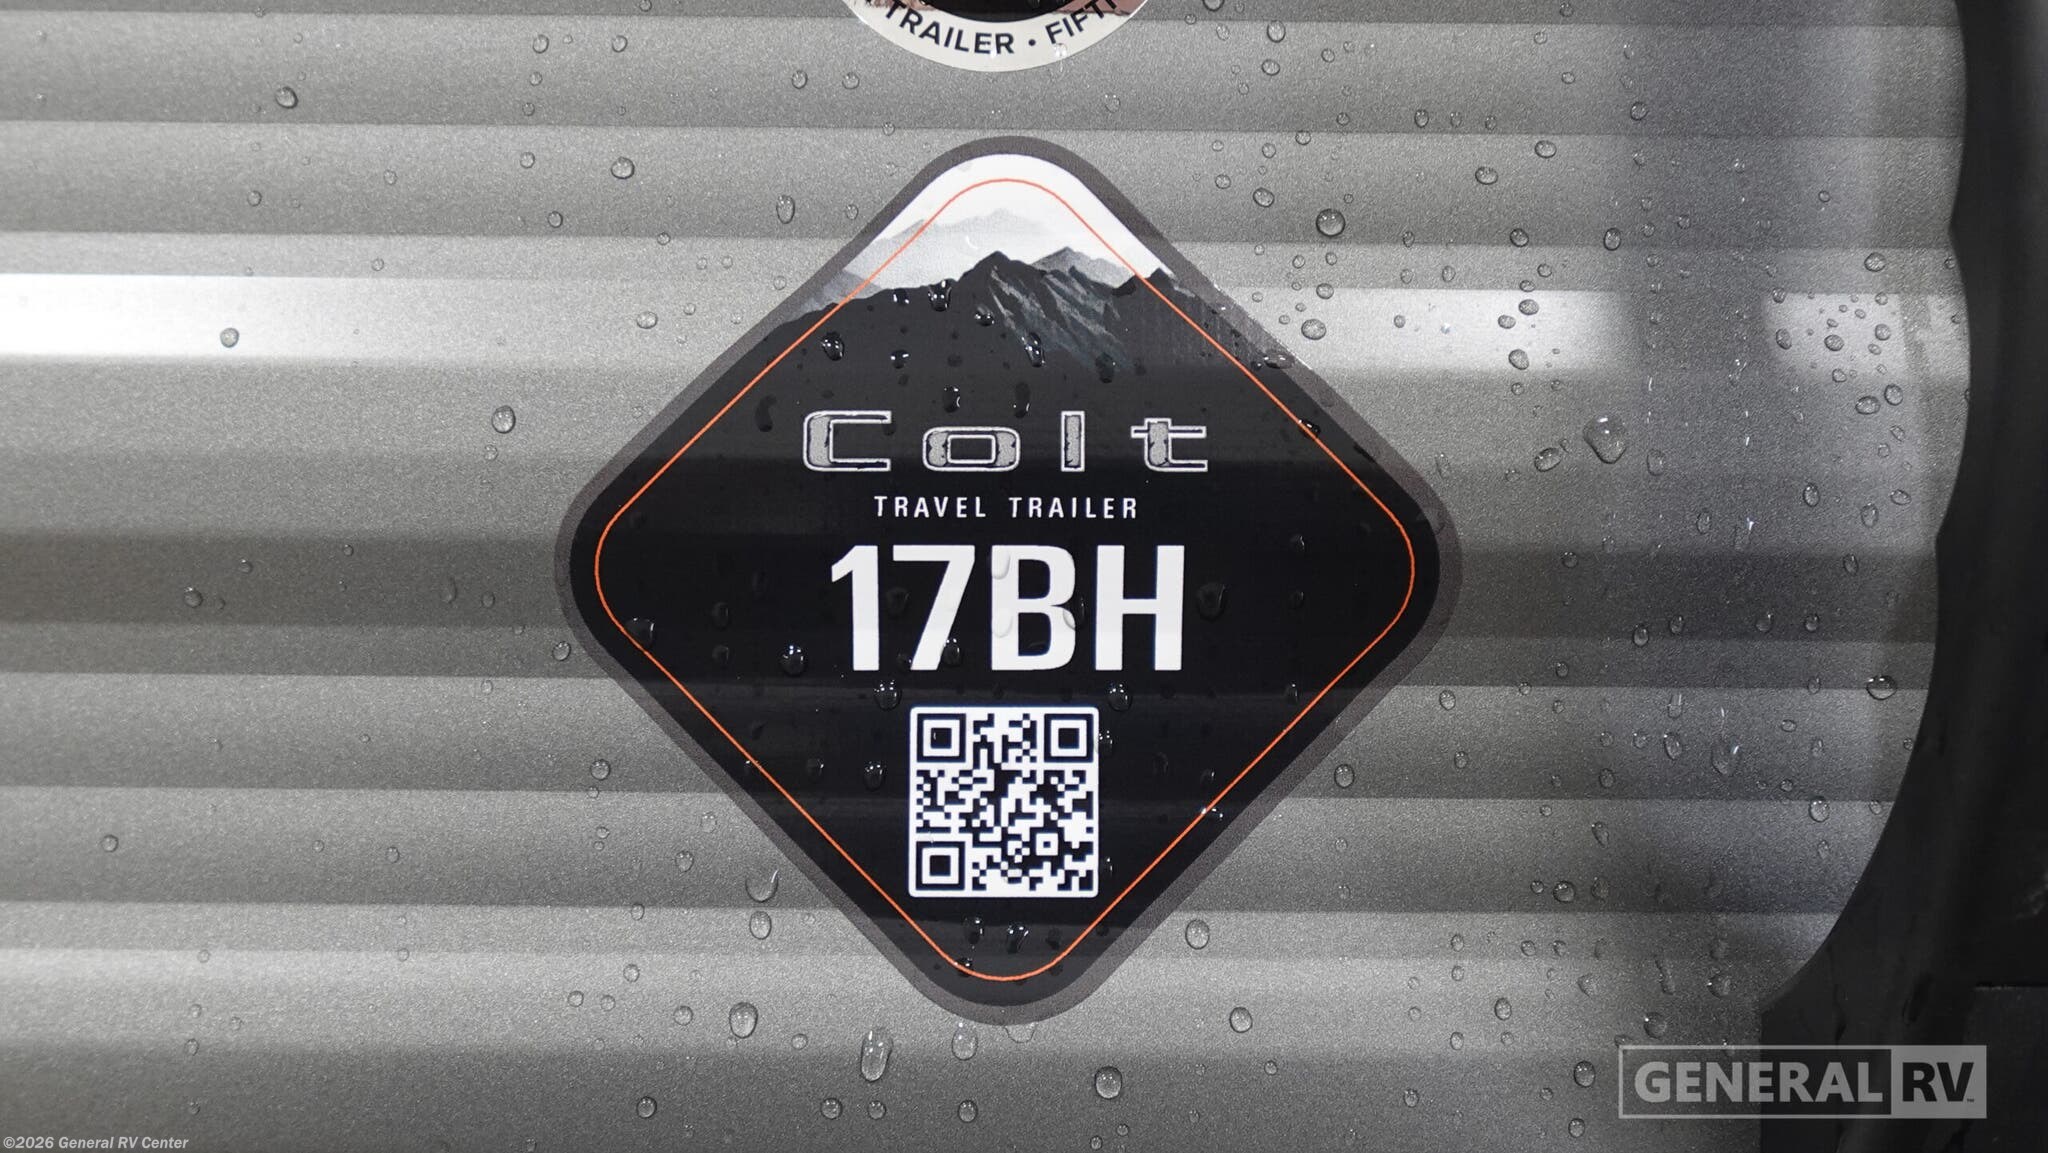 TRAILER • FIFT
Colt
TRAVEL TRAILER
17BH
GENERAL RV
©2026 General RV Center